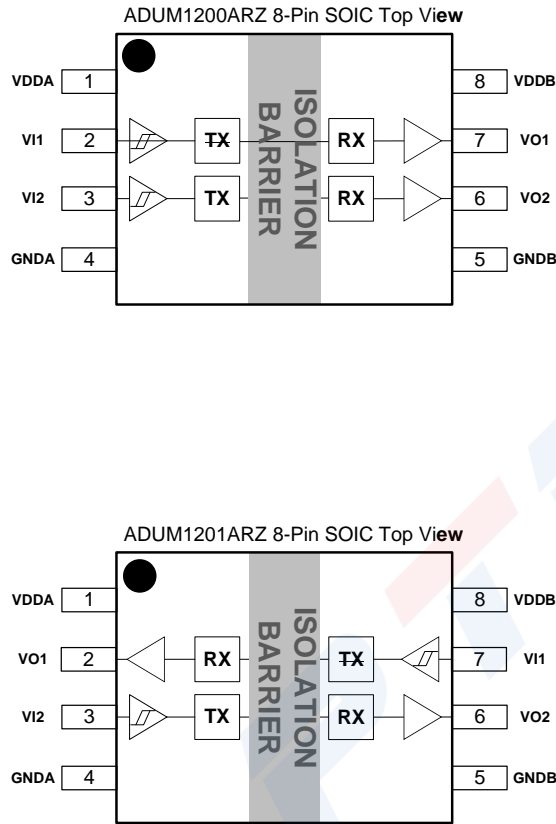 ADUM1200ARZ 8-Pin SOIC Top View
VDDA 1 8 VDDB
VI1 2 TX RX 7 VO1
VI2 3 TX RX 6 VO2
GNDA 4 5 GNDB
ISOLATION
BARRIER
ADUM1201ARZ 8-Pin SOIC Top View
VDDA 1 8 VDDB
VO1 2 RX TX 7 VI1
VI2 3 TX RX 6 VO2
GNDA 4 5 GNDB
ISOLATION
BARRIER